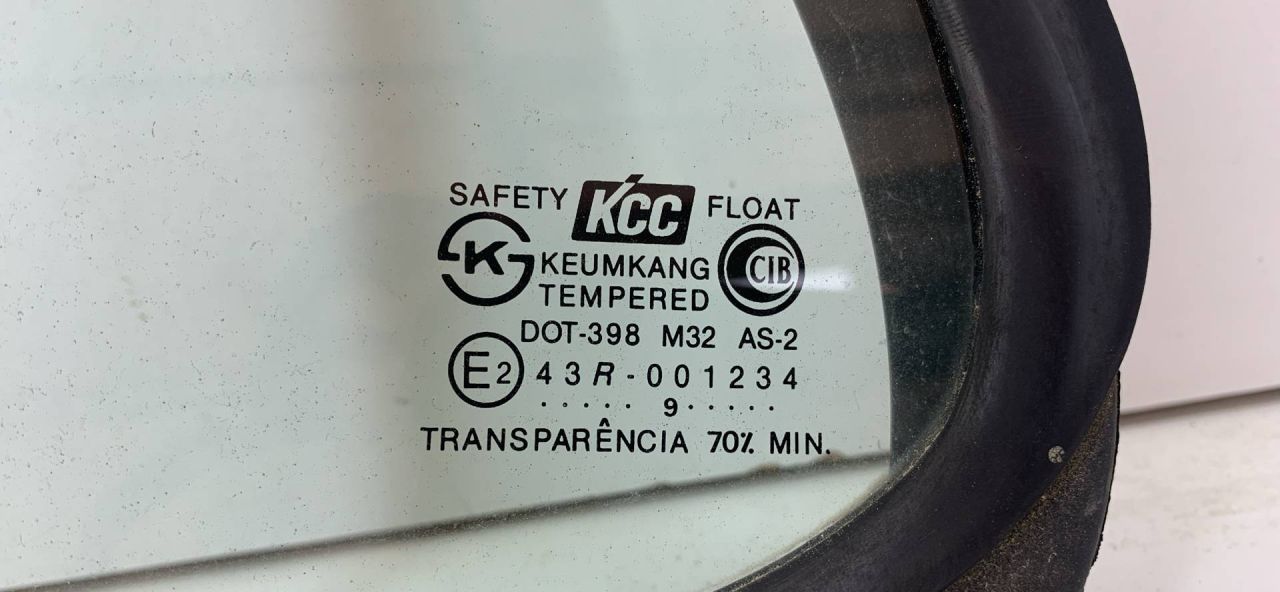 SAFETY KCC FLOAT
K KEUMKANG CIB
TEMPERED
DOT-398 M32 AS-2
E2 43R-001234
·····9·····
TRANSPARÊNCIA 70% MIN.